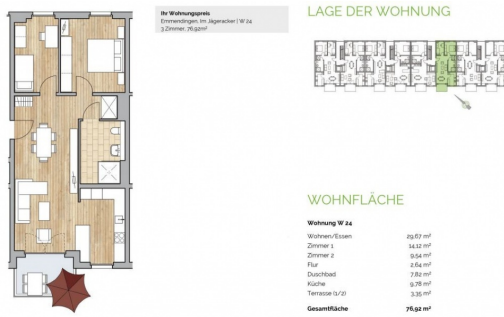 Ihr Wohnungspreis
Emmendingen, Im Jägeracker | W 24
3 Zimmer, 76,92m²
LAGE DER WOHNUNG
WOHNFLÄCHE
Wohnung W 24
Wohnen/Essen 29,67 m²
Zimmer 1 14,12 m²
Zimmer 2 9,54 m²
Flur 2,64 m²
Duschbad 7,82 m²
Küche 9,78 m²
Terrasse (1/2) 3,35 m²
Gesamtfläche 76,92 m²